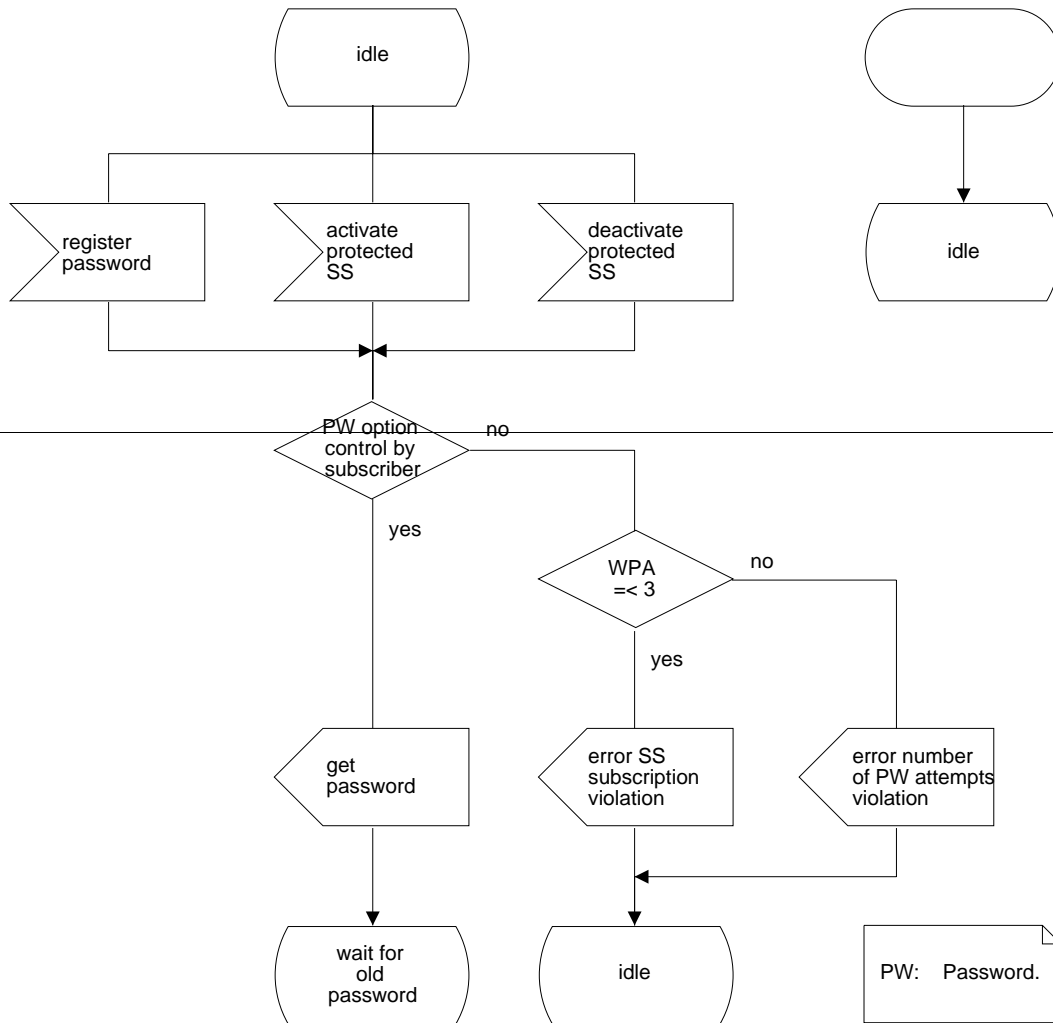 idle
register
password
activate
protected
SS
deactivate
protected
SS
idle
PW option
control by
subscriber
no
yes
WPA
=< 3
no
yes
get
password
error SS
subscription
violation
error number
of PW attempts
violation
wait for
old
password
idle
PW: Password.